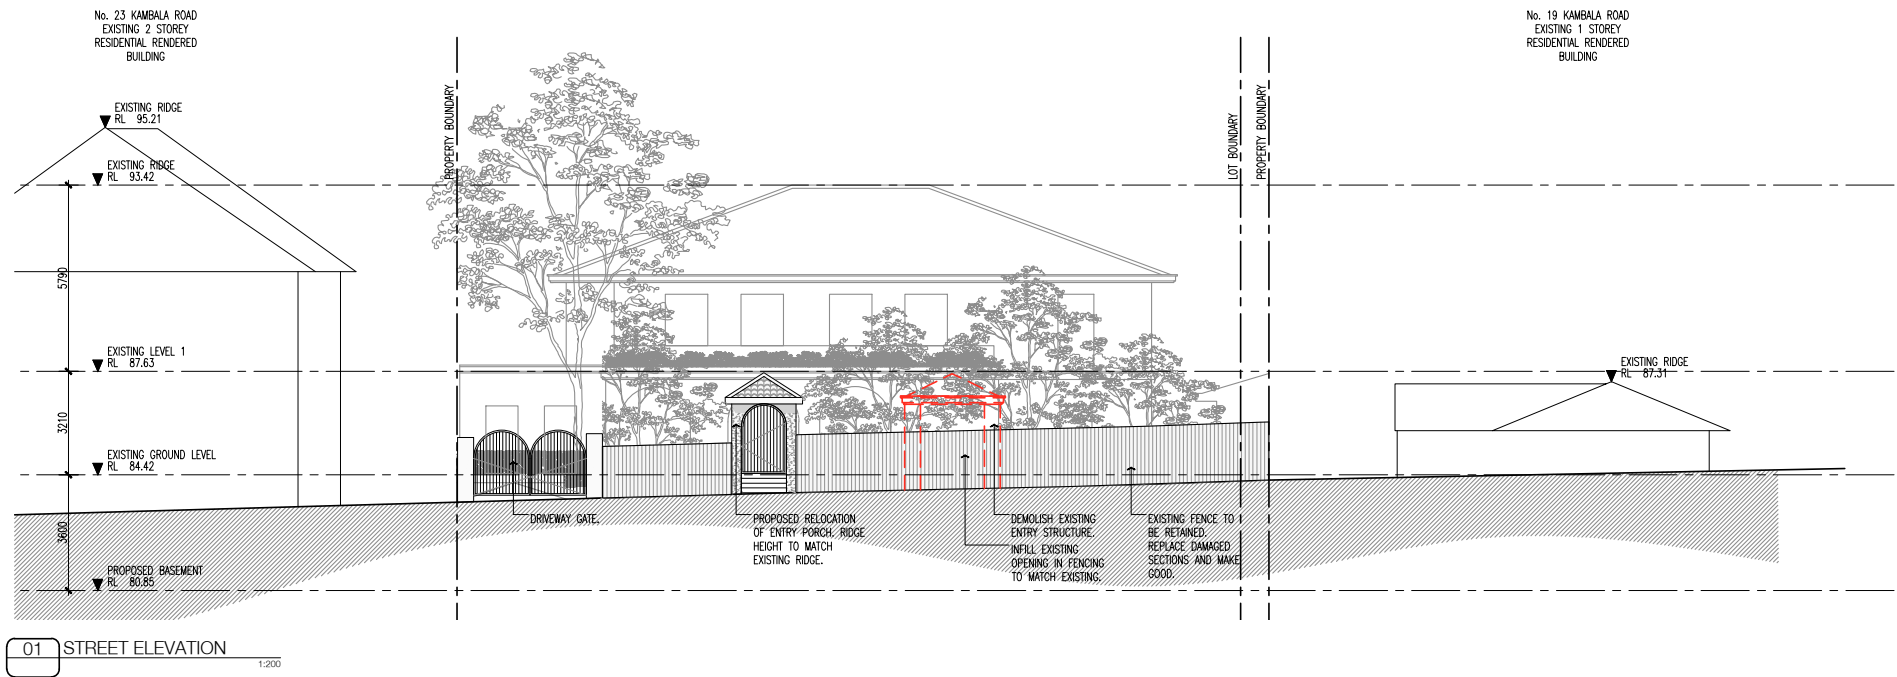 No. 23 KAMBALA ROAD
EXISTING 2 STOREY
RESIDENTIAL RENDERED
BUILDING
No. 19 KAMBALA ROAD
EXISTING 1 STOREY
RESIDENTIAL RENDERED
BUILDING
EXISTING RIDGE
RL 95.21
EXISTING RIDGE
RL 93.42
PROPERTY BOUNDARY
LOT BOUNDARY
PROPERTY BOUNDARY
5790
EXISTING LEVEL 1
RL 87.63
EXISTING RIDGE
RL 87.31
3210
EXISTING GROUND LEVEL
RL 84.42
3600
PROPOSED BASEMENT
RL 80.85
DRIVEWAY GATE.
PROPOSED RELOCATION
OF ENTRY PORCH. RIDGE
HEIGHT TO MATCH
EXISTING RIDGE.
DEMOLISH EXISTING
ENTRY STRUCTURE.
INFILL EXISTING
OPENING IN FENCING
TO MATCH EXISTING.
EXISTING FENCE TO
BE RETAINED.
REPLACE DAMAGED
SECTIONS AND MAKE
GOOD.
01 STREET ELEVATION
1:200